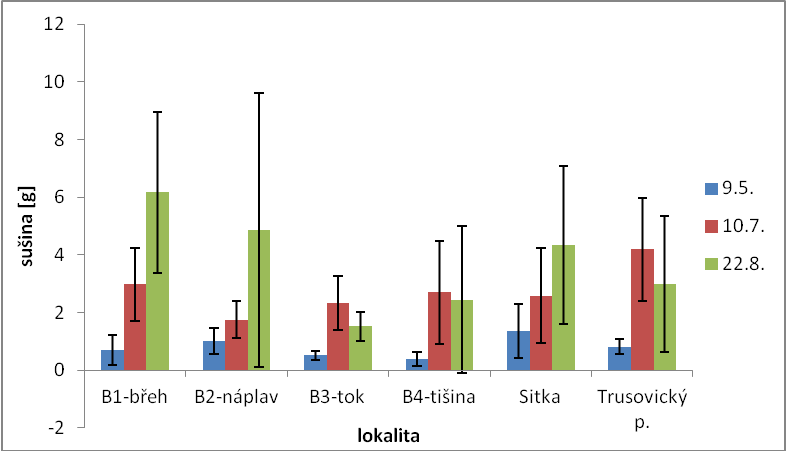 12
10
8
6
4
2
0
-2
sušina [g]
B1-břeh
B2-náplav
B3-tok
B4-tišina
Sitka
Trusovický
p.
lokalita
9.5.
10.7.
22.8.